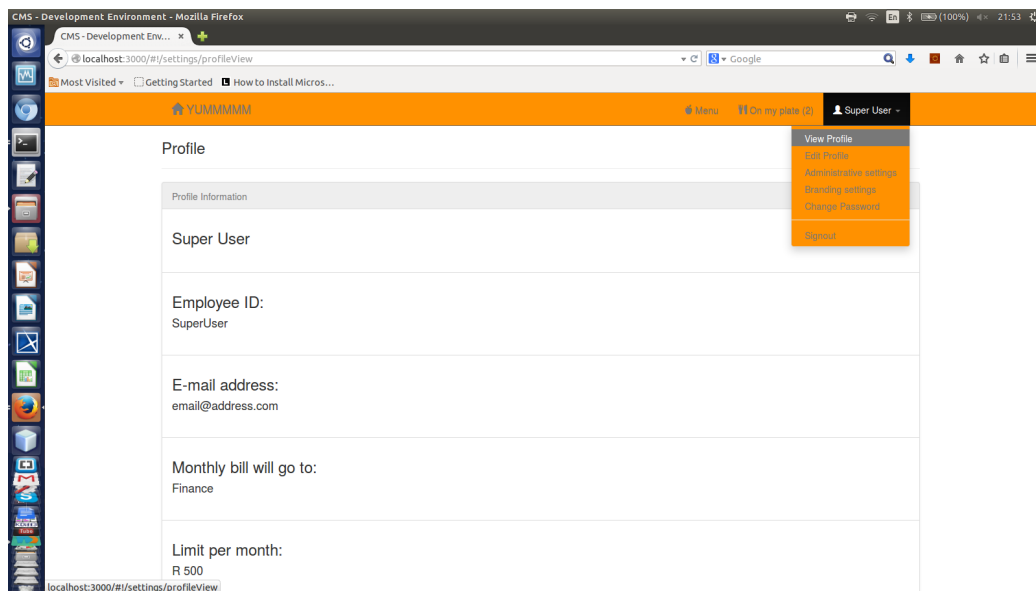 CMS - Development Environment - Mozilla Firefox
En (100%) 21:53
CMS - Development Env...
localhost:3000/#!/settings/profileView
Google
Most Visited
Getting Started
How to Install Micros...
YUMMMMM
Menu
On my plate (2)
Super User
View Profile
Edit Profile
Administrative settings
Branding settings
Change Password
Signout
Profile
Profile Information
Super User
Employee ID:
SuperUser
E-mail address:
email@address.com
Monthly bill will go to:
Finance
Limit per month:
R 500
localhost:3000/#!/settings/profileView